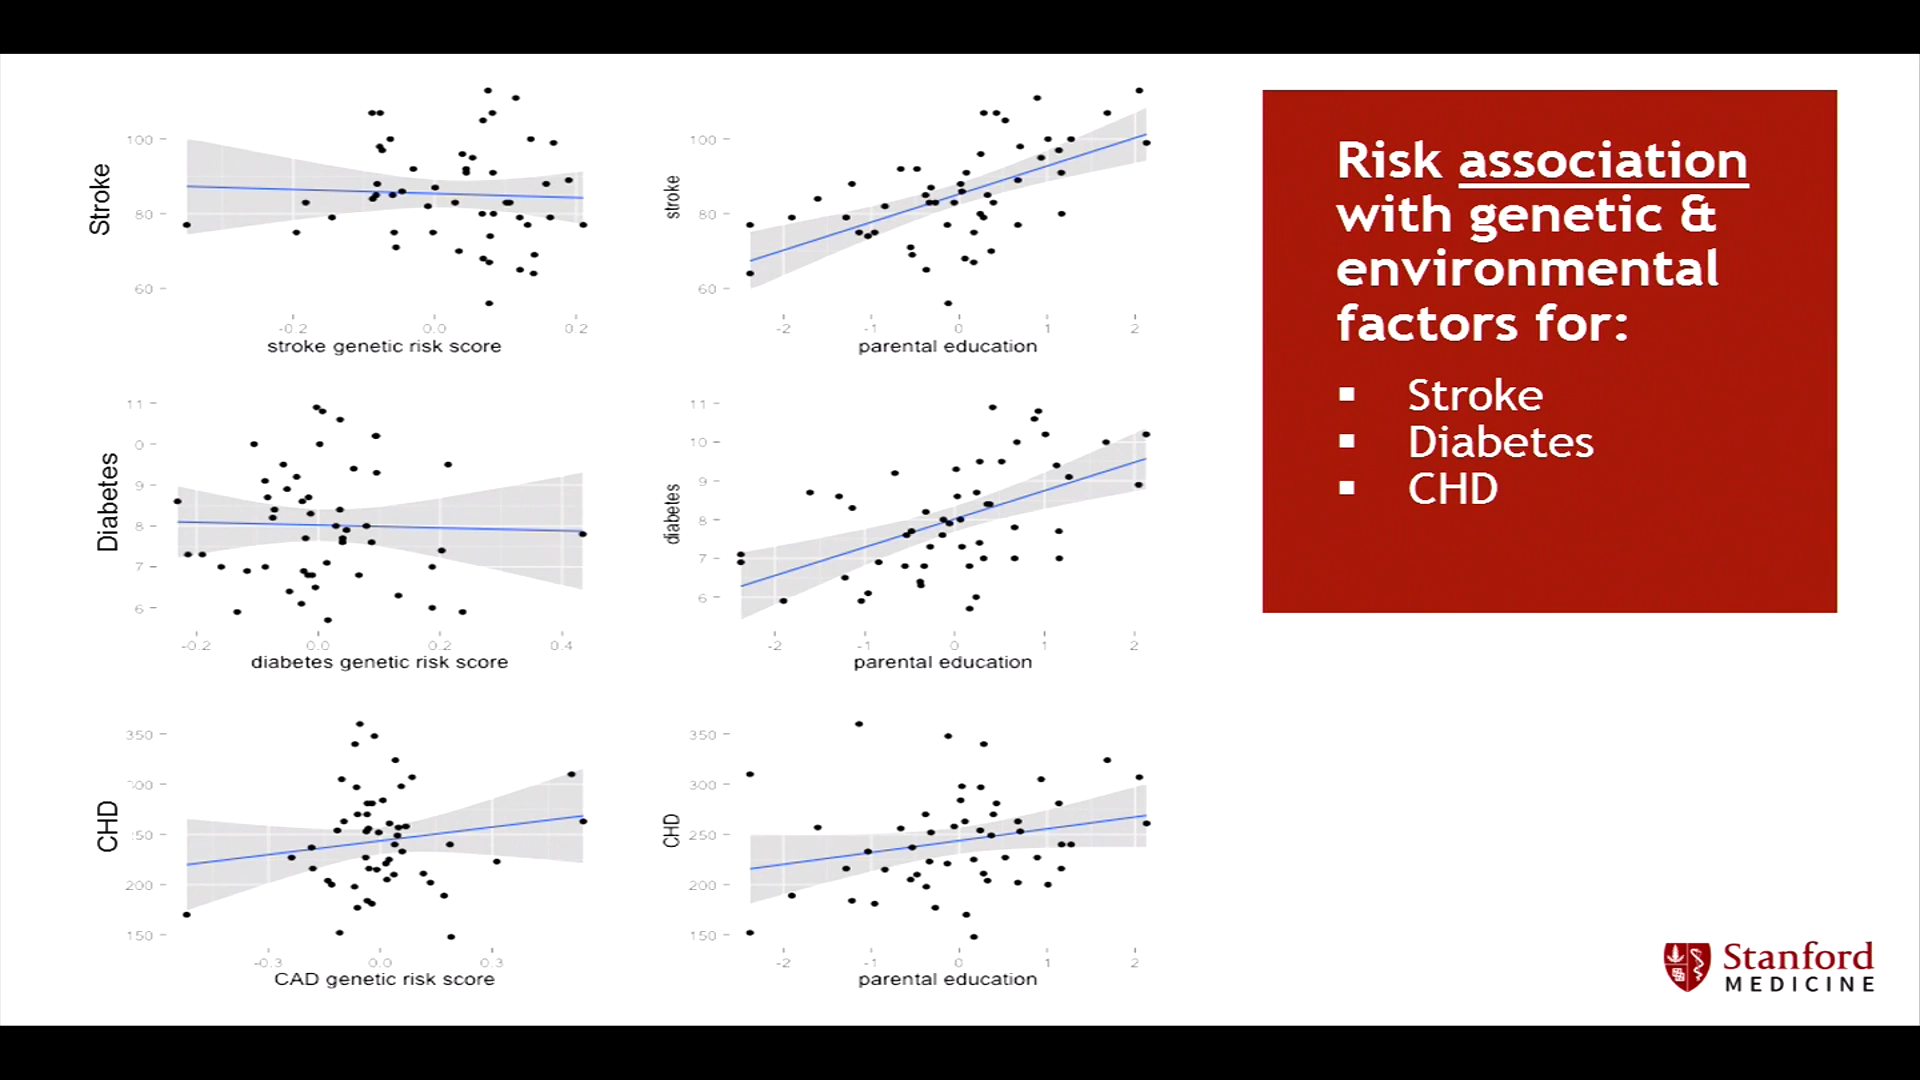 Stroke
100
80
60
-0.2
0.0
0.2
stroke genetic risk score
stroke
100
80
60
-2
-1
0
1
2
parental education
Diabetes
11
9
8
7
6
-0.2
0.0
0.2
0.4
diabetes genetic risk score
diabetes
11
10
9
8
7
6
-2
-1
0
1
2
parental education
CHD
350
200
150
-0.3
0.0
0.3
CAD genetic risk score
CHD
350
300
250
200
150
-2
-1
0
1
2
parental education
Risk association
with genetic &
environmental
factors for:
▪ Stroke
▪ Diabetes
▪ CHD
Stanford
MEDICINE